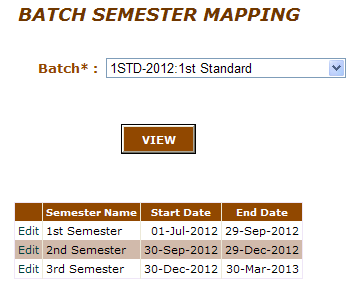 BATCH SEMESTER MAPPING
Batch* : 1STD-2012:1st Standard
VIEW
Semester Name Start Date End Date
Edit 1st Semester 01-Jul-2012 29-Sep-2012
Edit 2nd Semester 30-Sep-2012 29-Dec-2012
Edit 3rd Semester 30-Dec-2012 30-Mar-2013